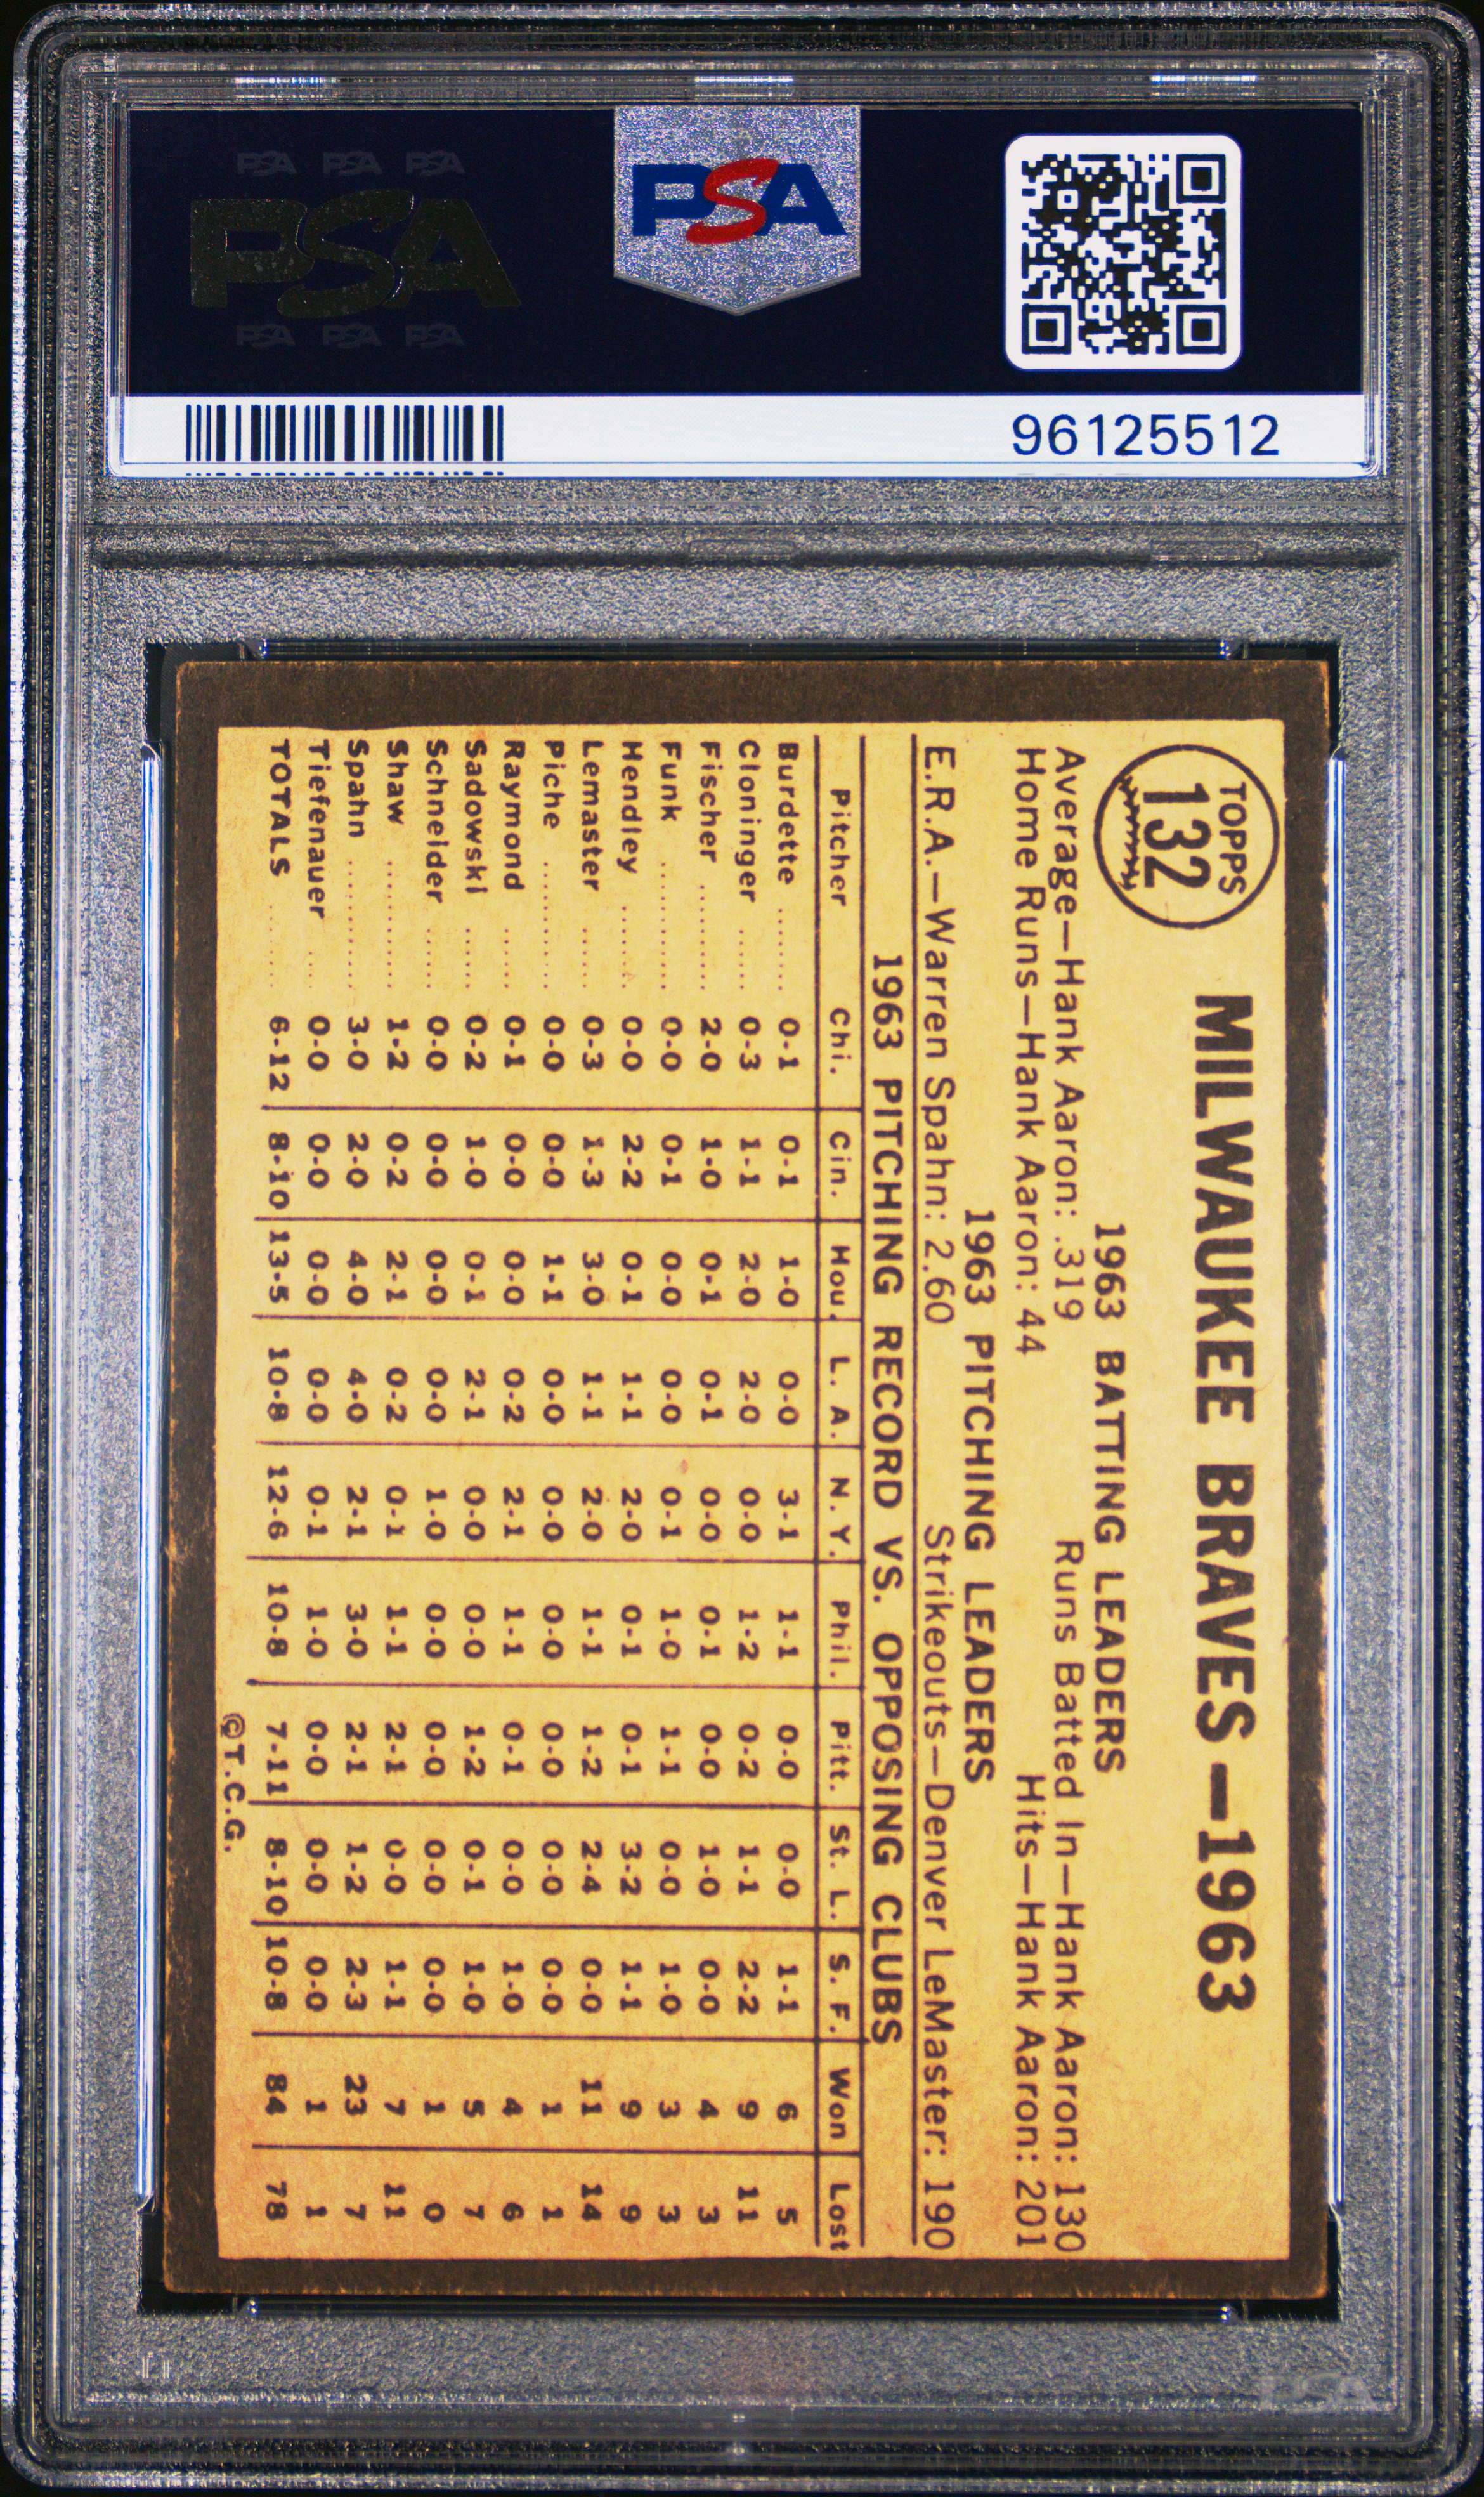 PSA PSA PSA
PSA
PSA PSA PSA
PSA
96125512
TOPPS
132
MILWAUKEE BRAVES—1963
1963 BATTING LEADERS
Average—Hank Aaron: .319 Runs Batted In—Hank Aaron: 130
Home Runs—Hank Aaron: 44 Hits—Hank Aaron: 201
1963 PITCHING LEADERS
E.R.A.—Warren Spahn: 2.60 Strikeouts—Denver LeMaster: 190
1963 PITCHING RECORD VS. OPPOSING CLUBS
Pitcher Chi. Cin. Hou. L. A. N. Y. Phil. Pitt. St. L. S. F. Won Lost
Burdette ........ 0-1 0-1 1-0 0-0 3-1 1-1 0-0 0-0 1-1 6 5
Cloninger ...... 0-3 1-1 2-0 2-0 0-0 1-2 0-2 1-1 2-2 9 11
Fischer .......... 2-0 1-0 0-1 0-1 0-0 0-1 0-0 1-0 0-0 4 3
Funk ............ 0-0 0-1 0-0 0-0 0-1 1-0 1-1 0-0 1-0 3 3
Hendley ........ 0-0 2-2 0-1 1-1 2-0 0-1 0-1 3-2 1-1 9 9
Lemaster ...... 0-3 1-3 3-0 1-1 2-0 1-1 1-2 2-4 0-0 11 14
Piche ............ 0-0 0-0 1-1 0-0 0-0 0-0 0-0 0-0 0-0 1 1
Raymond ...... 0-1 0-0 0-0 0-2 2-1 1-1 0-1 0-0 1-0 4 6
Sadowski ...... 0-2 1-0 0-1 2-1 0-0 0-0 1-2 0-1 1-0 5 7
Schneider ...... 0-0 0-0 0-0 0-0 1-0 0-0 0-0 0-0 0-0 1 0
Shaw ............ 1-2 0-2 2-1 0-2 0-1 1-1 2-1 0-0 1-1 7 11
Spahn ............ 3-0 2-0 4-0 4-0 2-1 3-0 2-1 1-2 2-3 23 7
Tiefenauer .... 0-0 0-0 0-0 0-0 0-1 1-0 0-0 0-0 0-0 1 1
TOTALS ........ 6-12 8-10 13-5 10-8 12-6 10-8 7-11 8-10 10-8 84 78
©T.C.G.
PSA